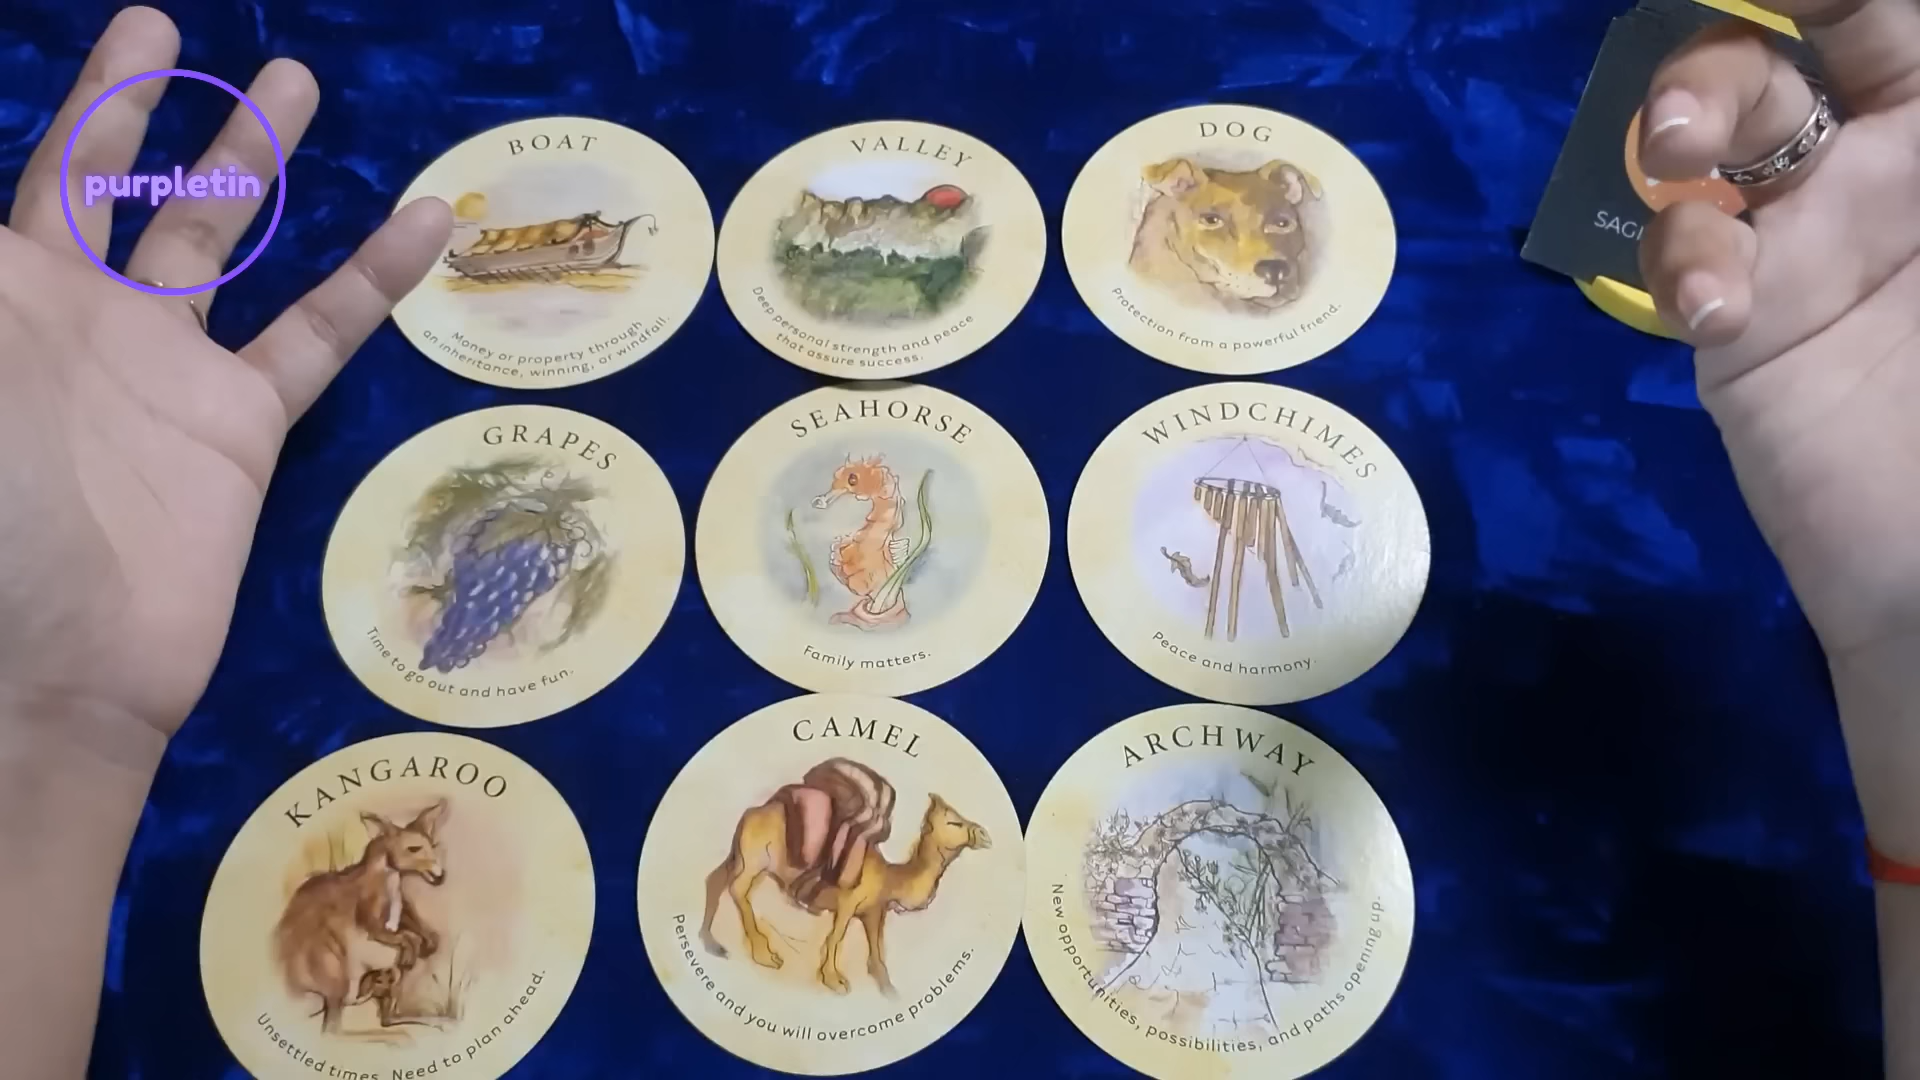 purpletin
BOAT
Money or property through
an inheritance, winning, or windfall.
VALLEY
Deep personal strength and peace
that assure success.
DOG
Protection from a powerful friend.
SAGI
GRAPES
Time to go out and have fun.
SEAHORSE
Family matters.
WINDCHIMES
Peace and harmony.
KANGAROO
Unsettled times. Need to plan ahead.
CAMEL
Persevere and you will overcome problems.
ARCHWAY
New opportunities, possibilities, and paths opening up.